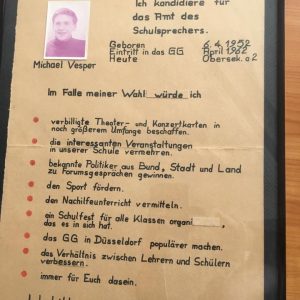 Ich kandidiere für
das Amt des
Schulsprechers.
Geboren 6.4.1952
Eintritt in das GG April 1962
Heute Obersek. a2
Michael Vesper
Im Falle meiner Wahl würde ich
verbilligte Theater- und Konzertkarten in
noch größerem Umfange beschaffen.
die interessanten Veranstaltungen
in unserer Schule vermehren.
bekannte Politiker aus Bund, Stadt und Land
zu Forumsgesprächen gewinnen.
den Sport fördern.
den Nachilfeunterricht vermitteln.
ein Schulfest für alle Klassen organi
das es in sich hat.
das GG in Düsseldorf populärer machen.
das Verhältnis zwischen Lehrern und Schülern
verbessern.
immer für Euch dasein.